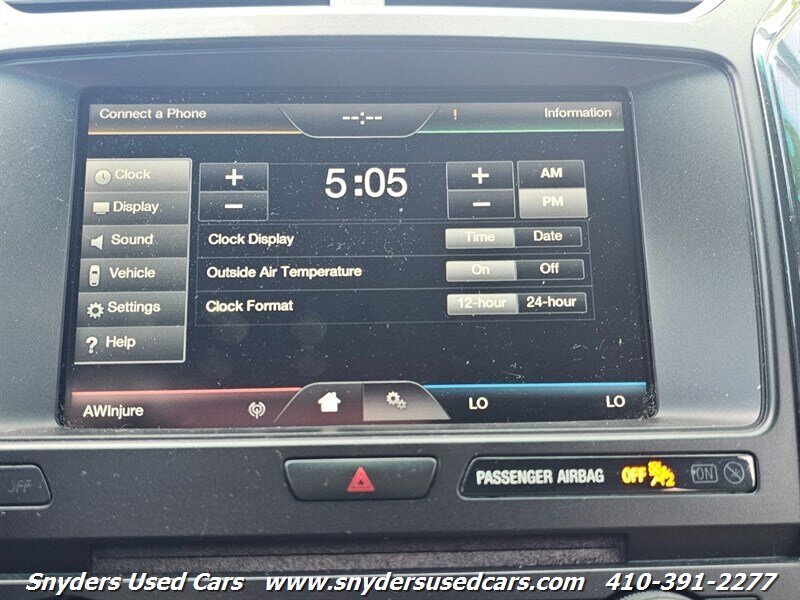 Connect a Phone --:-- ! Information
Clock + 5:05 + AM
Display − − PM
Sound Clock Display Time Date
Vehicle Outside Air Temperature On Off
Settings Clock Format 12-hour 24-hour
? Help
AWInjure LO LO
OFF PASSENGER AIRBAG OFF ON
Snyders Used Cars www.snydersusedcars.com 410-391-2277